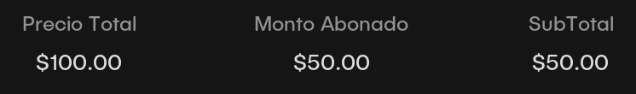 Precio Total Monto Abonado SubTotal
$100.00 $50.00 $50.00